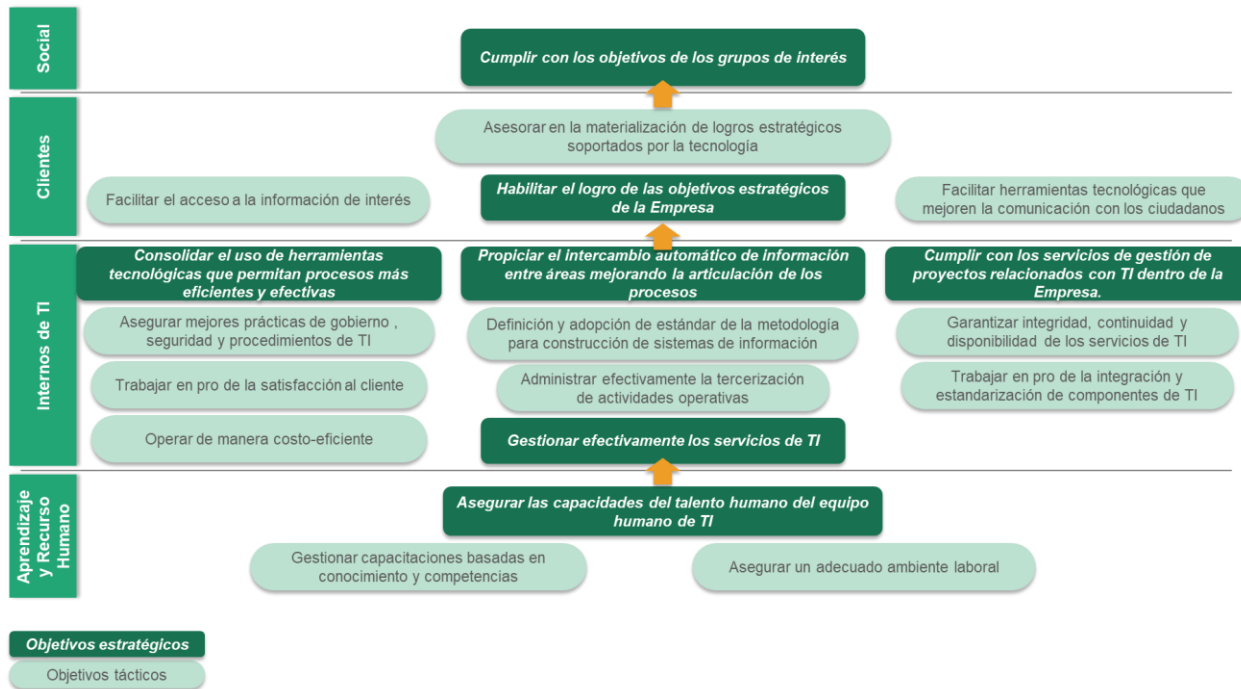 Social
Cumplir con los objetivos de los grupos de interés
Clientes
Asesorar en la materialización de logros estratégicos
soportados por la tecnología
Facilitar el acceso a la información de interés
Habilitar el logro de las objetivos estratégicos
de la Empresa
Facilitar herramientas tecnológicas que
mejoren la comunicación con los ciudadanos
Internos de TI
Consolidar el uso de herramientas
tecnológicas que permitan procesos más
eficientes y efectivas
Propiciar el intercambio automático de información
entre áreas mejorando la articulación de los
procesos
Cumplir con los servicios de gestión de
proyectos relacionados con TI dentro de la
Empresa.
Asegurar mejores prácticas de gobierno ,
seguridad y procedimientos de TI
Definición y adopción de estándar de la metodología
para construcción de sistemas de información
Garantizar integridad, continuidad y
disponibilidad de los servicios de TI
Trabajar en pro de la satisfacción al cliente
Administrar efectivamente la tercerización
de actividades operativas
Trabajar en pro de la integración y
estandarización de componentes de TI
Operar de manera costo-eficiente
Gestionar efectivamente los servicios de TI
Aprendizaje
y Recurso
Humano
Asegurar las capacidades del talento humano del equipo
humano de TI
Gestionar capacitaciones basadas en
conocimiento y competencias
Asegurar un adecuado ambiente laboral
Objetivos estratégicos
Objetivos tácticos